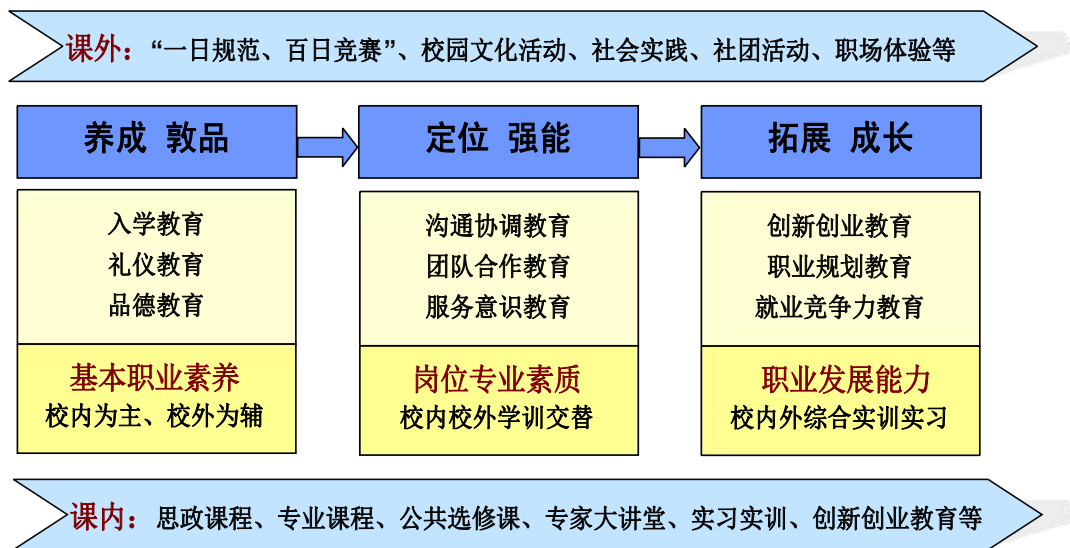 课外：“一日规范、百日竞赛”、校园文化活动、社会实践、社团活动、职场体验等
养成 敦品
定位 强能
拓展 成长
入学教育
礼仪教育
品德教育
沟通协调教育
团队合作教育
服务意识教育
创新创业教育
职业规划教育
就业竞争力教育
基本职业素养
校内为主、校外为辅
岗位专业素质
校内校外学训交替
职业发展能力
校内外综合实训实习
课内：思政课程、专业课程、公共选修课、专家大讲堂、实习实训、创新创业教育等